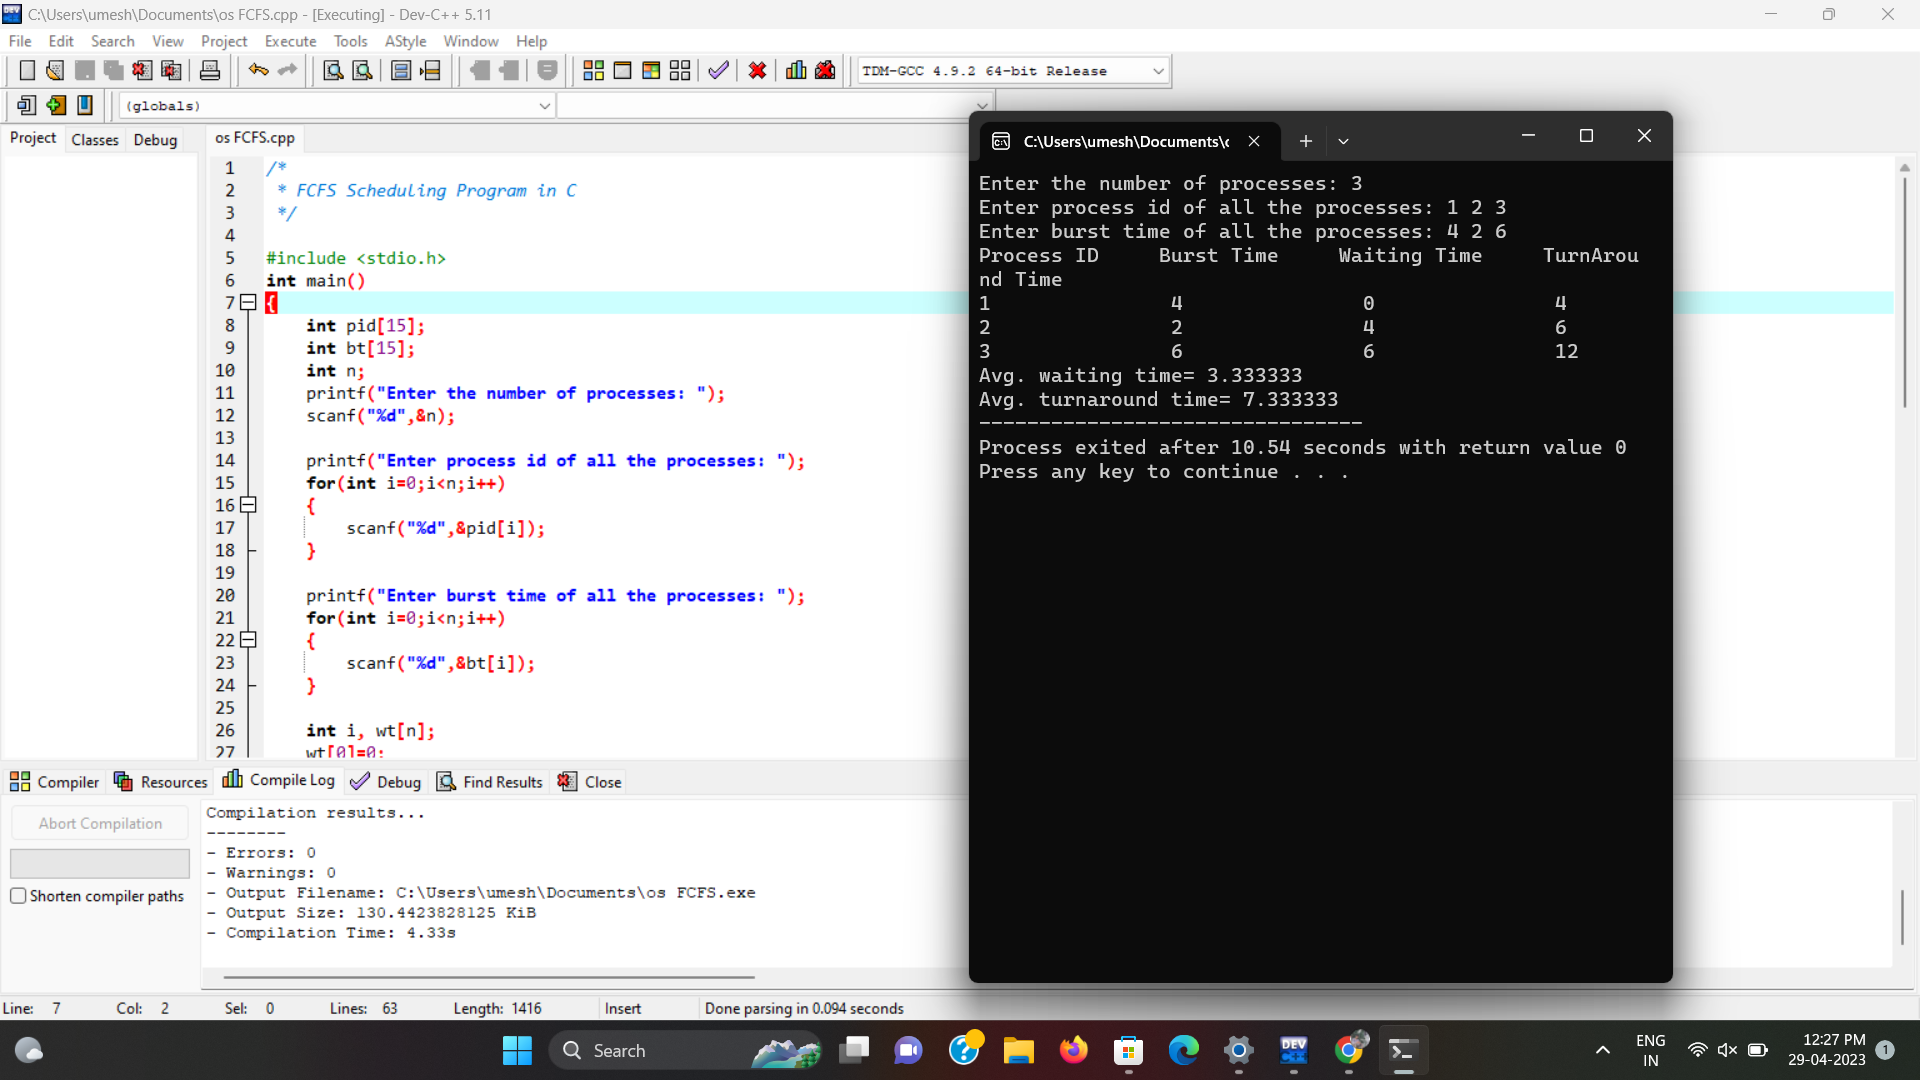 C:\Users\umesh\Documents\os FCFS.cpp - [Executing] - Dev-C++ 5.11
File Edit Search View Project Execute Tools AStyle Window Help
TDM-GCC 4.9.2 64-bit Release
(globals)
Project Classes Debug
os FCFS.cpp
1 /*
2 * FCFS Scheduling Program in C
3 */
4
5 #include <stdio.h>
6 int main()
7 {
8 int pid[15];
9 int bt[15];
10 int n;
11 printf("Enter the number of processes: ");
12 scanf("%d",&n);
13
14 printf("Enter process id of all the processes: ");
15 for(int i=0;i<n;i++)
16 {
17 scanf("%d",&pid[i]);
18 }
19
20 printf("Enter burst time of all the processes: ");
21 for(int i=0;i<n;i++)
22 {
23 scanf("%d",&bt[i]);
24 }
25
26 int i, wt[n];
27 wt[0]=0;
C:\Users\umesh\Documents\c
Enter the number of processes: 3
Enter process id of all the processes: 1 2 3
Enter burst time of all the processes: 4 2 6
Process ID Burst Time Waiting Time TurnArou
nd Time
1 4 0 4
2 2 4 6
3 6 6 12
Avg. waiting time= 3.333333
Avg. turnaround time= 7.333333
--------------------------------
Process exited after 10.54 seconds with return value 0
Press any key to continue . . .
Compiler Resources Compile Log Debug Find Results Close
Abort Compilation
Shorten compiler paths
Compilation results...
--------
- Errors: 0
- Warnings: 0
- Output Filename: C:\Users\umesh\Documents\os FCFS.exe
- Output Size: 130.4423828125 KiB
- Compilation Time: 4.33s
Line: 7 Col: 2 Sel: 0 Lines: 63 Length: 1416 Insert Done parsing in 0.094 seconds
Search
DEV
ENG
IN
12:27 PM
29-04-2023
1